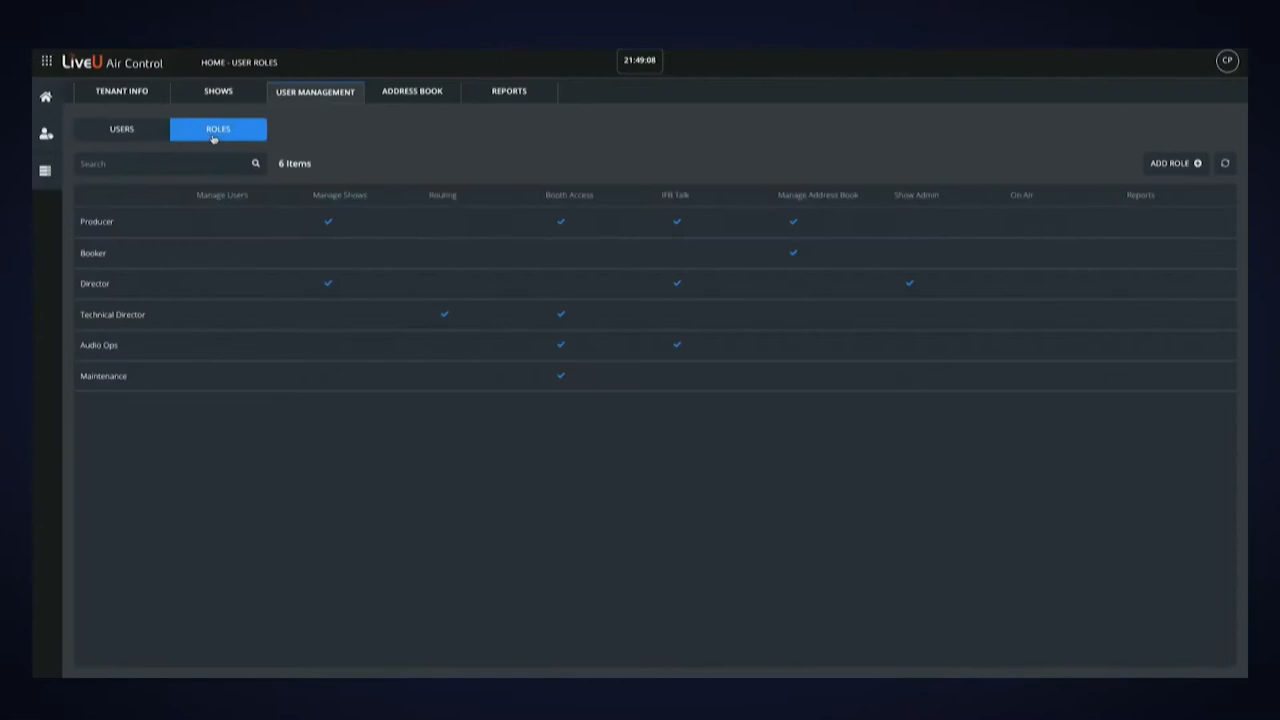 LiveU Air Control HOME - USER ROLES 21:49:08 CP
TENANT INFO SHOWS USER MANAGEMENT ADDRESS BOOK REPORTS
USERS ROLES
Search 6 Items ADD ROLE
Manage Users Manage Shows Routing Booth Access IFB Talk Manage Address Book Show Admin On Air Reports
Producer
Booker
Director
Technical Director
Audio Ops
Maintenance